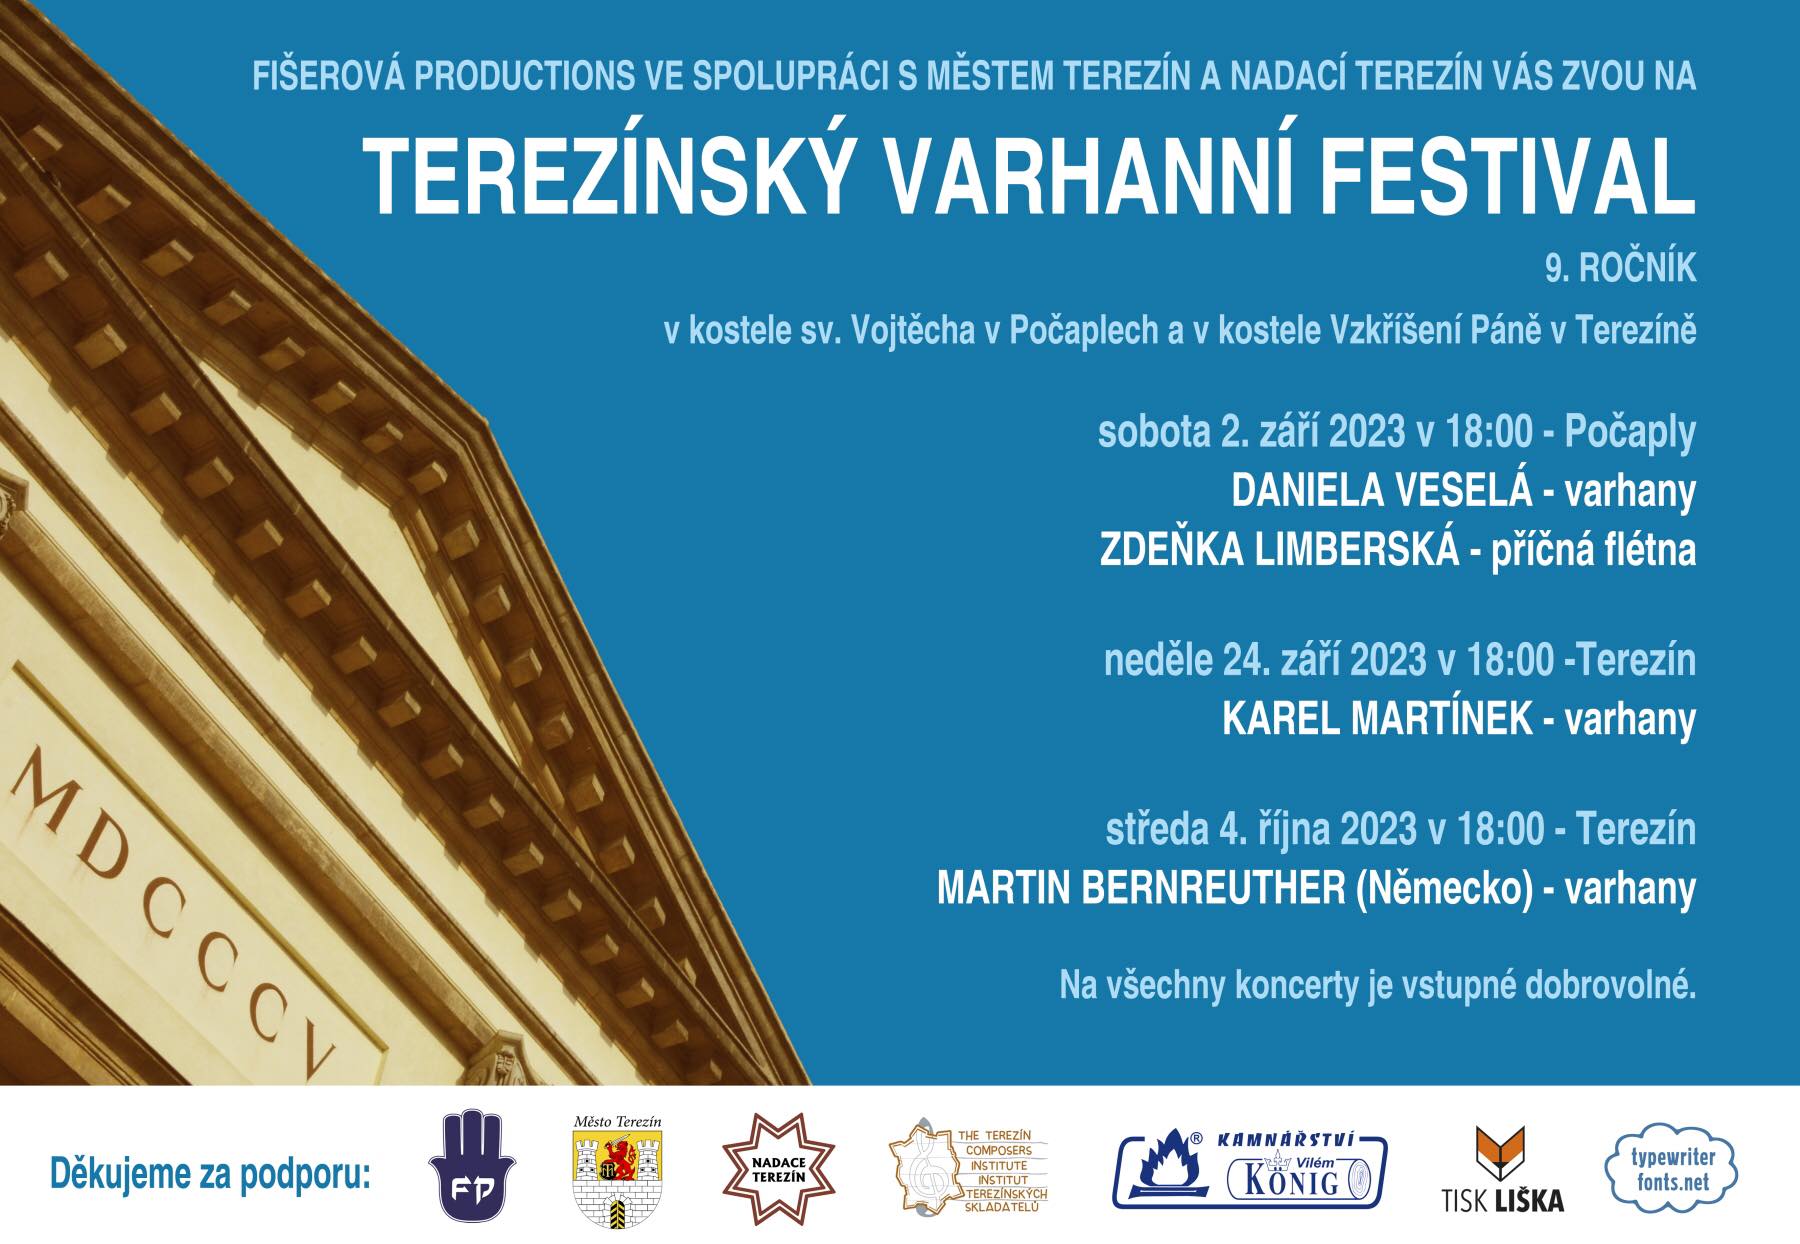 FIŠEROVÁ PRODUCTIONS VE SPOLUPRÁCI S MĚSTEM TEREZÍN A NADACÍ TEREZÍN VÁS ZVOU NA
TEREZÍNSKÝ VARHANNÍ FESTIVAL
9. ROČNÍK
v kostele sv. Vojtěcha v Počaplech a v kostele Vzkříšení Páně v Terezíně
sobota 2. září 2023 v 18:00 - Počaply
DANIELA VESELÁ - varhany
ZDEŇKA LIMBERSKÁ - příčná flétna
neděle 24. září 2023 v 18:00 -Terezín
KAREL MARTÍNEK - varhany
středa 4. října 2023 v 18:00 - Terezín
MARTIN BERNREUTHER (Německo) - varhany
Na všechny koncerty je vstupné dobrovolné.
MDCCCV
Děkujeme za podporu:
FP
Město Terezín
NADACE
TEREZÍN
THE TEREZÍN
COMPOSERS
INSTITUTE
INSTITUT
TEREZÍNSKÝCH
SKLADATELŮ
®
KAMNÁŘSTVÍ
Vilém
KÖNIG
TISK LIŠKA
typewriter
fonts.net